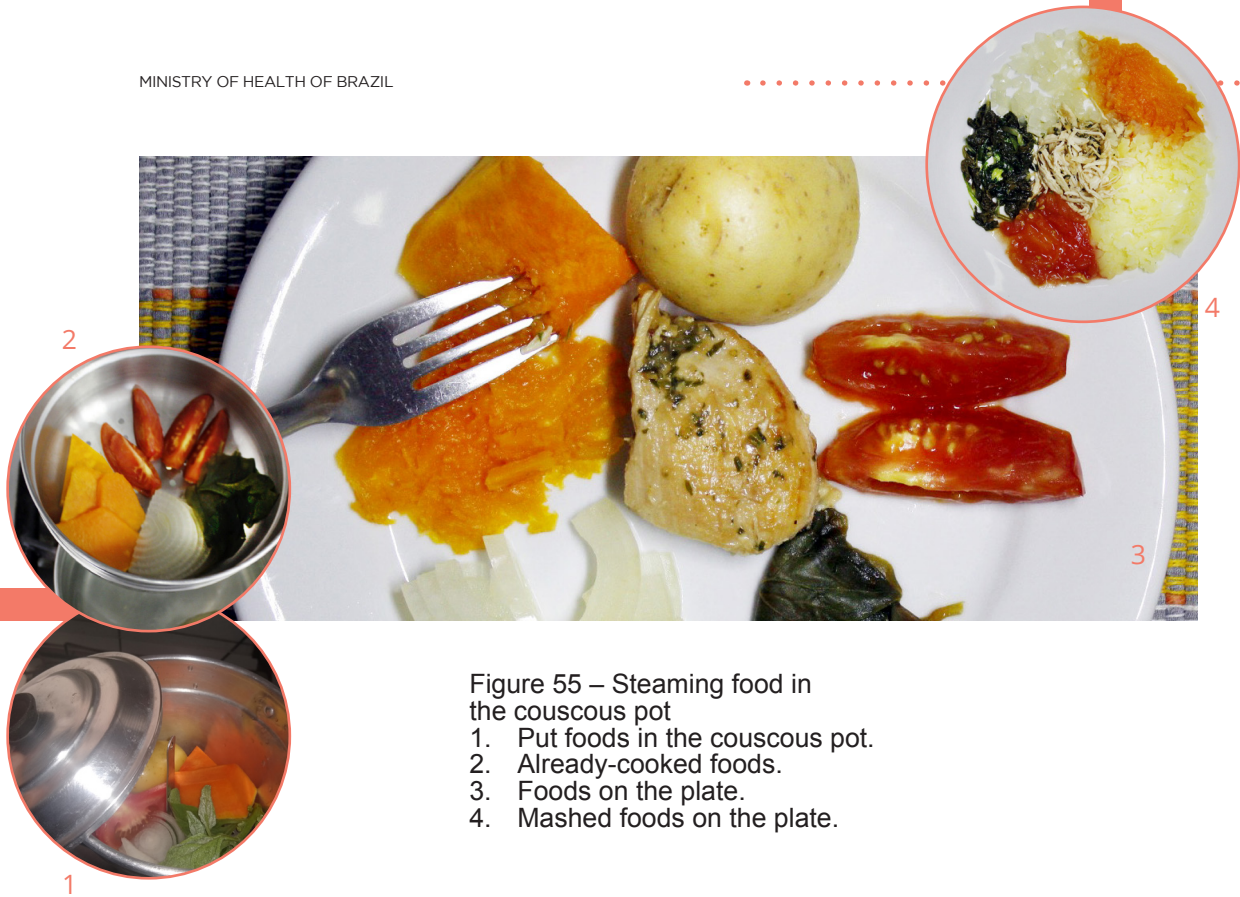 MINISTRY OF HEALTH OF BRAZIL
4
2
3
Figure 55 – Steaming food in
the couscous pot
1. Put foods in the couscous pot.
2. Already-cooked foods.
3. Foods on the plate.
4. Mashed foods on the plate.
1